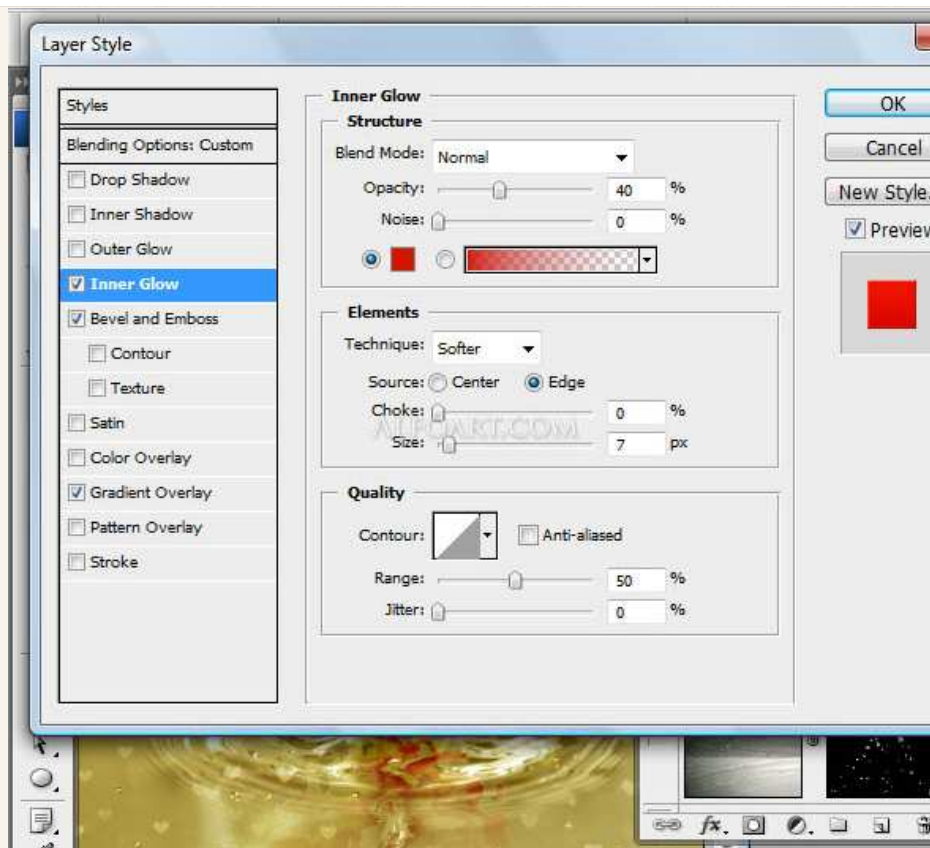 Layer Style
Styles
Blending Options: Custom
Drop Shadow
Inner Shadow
Outer Glow
Inner Glow
Bevel and Emboss
Contour
Texture
Satin
Color Overlay
Gradient Overlay
Pattern Overlay
Stroke
Inner Glow
Structure
Blend Mode: Normal
Opacity: 40 %
Noise: 0 %
Elements
Technique: Softer
Source: Center Edge
Choke: 0 %
ALFOART.COM
Size: 7 px
Quality
Contour: Anti-aliased
Range: 50 %
Jitter: 0 %
OK
Cancel
New Style.
Preview
fx.